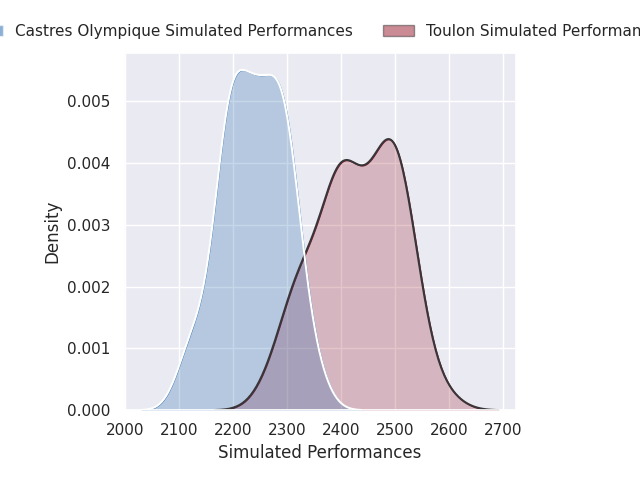 Castres Olympique Simulated Performances
Toulon Simulated Performan
0.005
0.004
0.003
0.002
0.001
0.000
Density
2000 2100 2200 2300 2400 2500 2600 2700
Simulated Performances